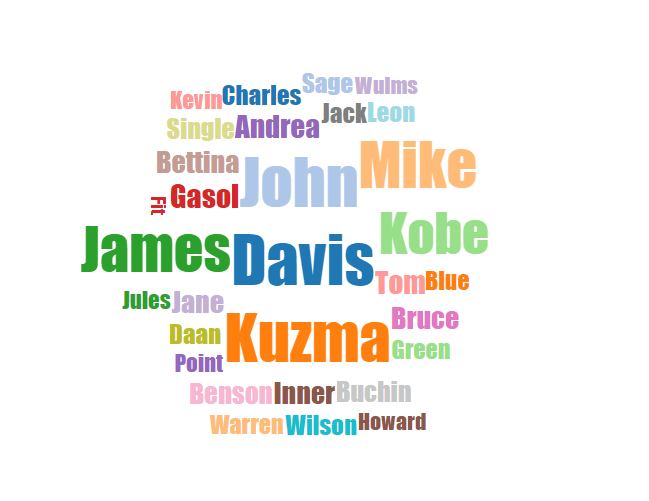 Sage Wulms
Kevin Charles
Jack Leon
Single Andrea
Bettina John Mike
Fit Gasol
James Davis Kobe
Tom Blue
Jules Jane
Daan Kuzma Bruce
Point Green
Benson Inner Buchin
Warren Wilson Howard